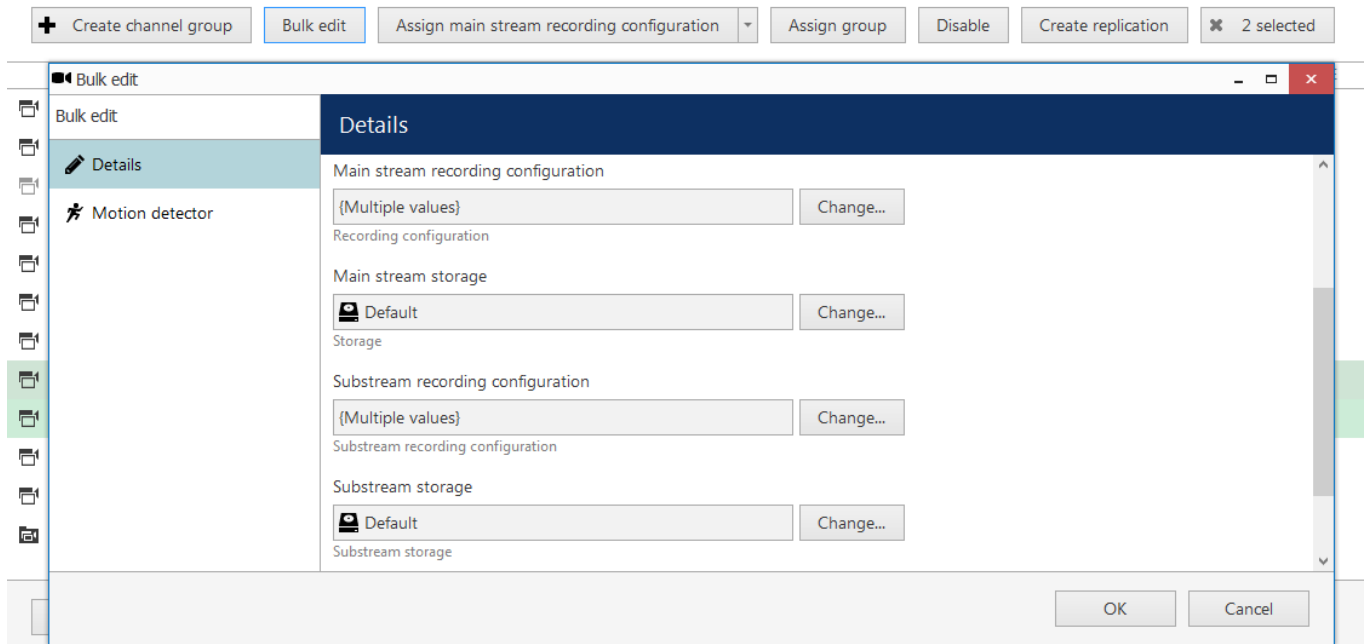 Create channel group
Bulk edit
Assign main stream recording configuration
Assign group
Disable
Create replication
2 selected
Bulk edit
Bulk edit
Details
Motion detector
Details
Main stream recording configuration
{Multiple values}
Change...
Recording configuration
Main stream storage
Default
Change...
Storage
Substream recording configuration
{Multiple values}
Change...
Substream recording configuration
Substream storage
Default
Change...
Substream storage
OK
Cancel